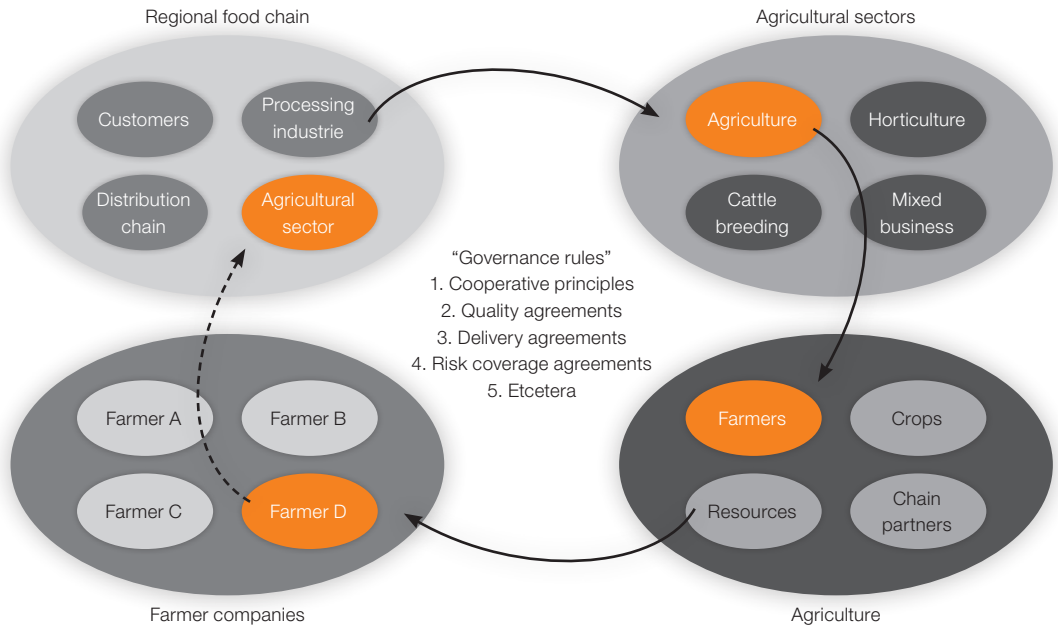 Regional food chain
Customers
Processing
industrie
Distribution
chain
Agricultural
sector
Agricultural sectors
Agriculture
Horticulture
Cattle
breeding
Mixed
business
“Governance rules”
1. Cooperative principles
2. Quality agreements
3. Delivery agreements
4. Risk coverage agreements
5. Etcetera
Farmer A
Farmer B
Farmer C
Farmer D
Farmer companies
Farmers
Crops
Resources
Chain
partners
Agriculture